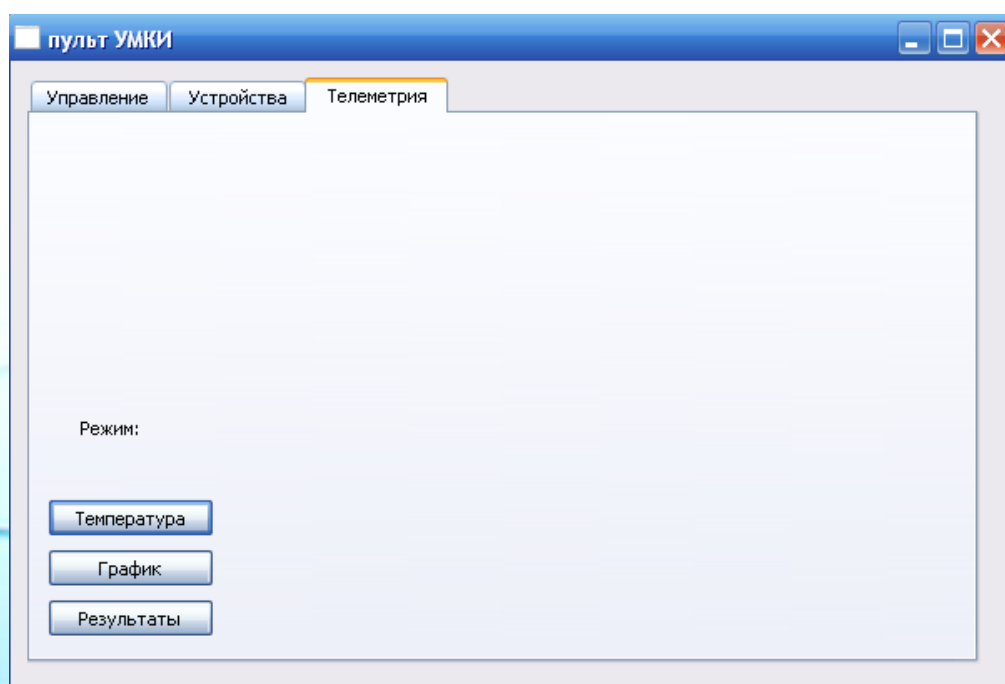 пульт УМКИ
Управление Устройства Телеметрия
Режим:
Температура
График
Результаты